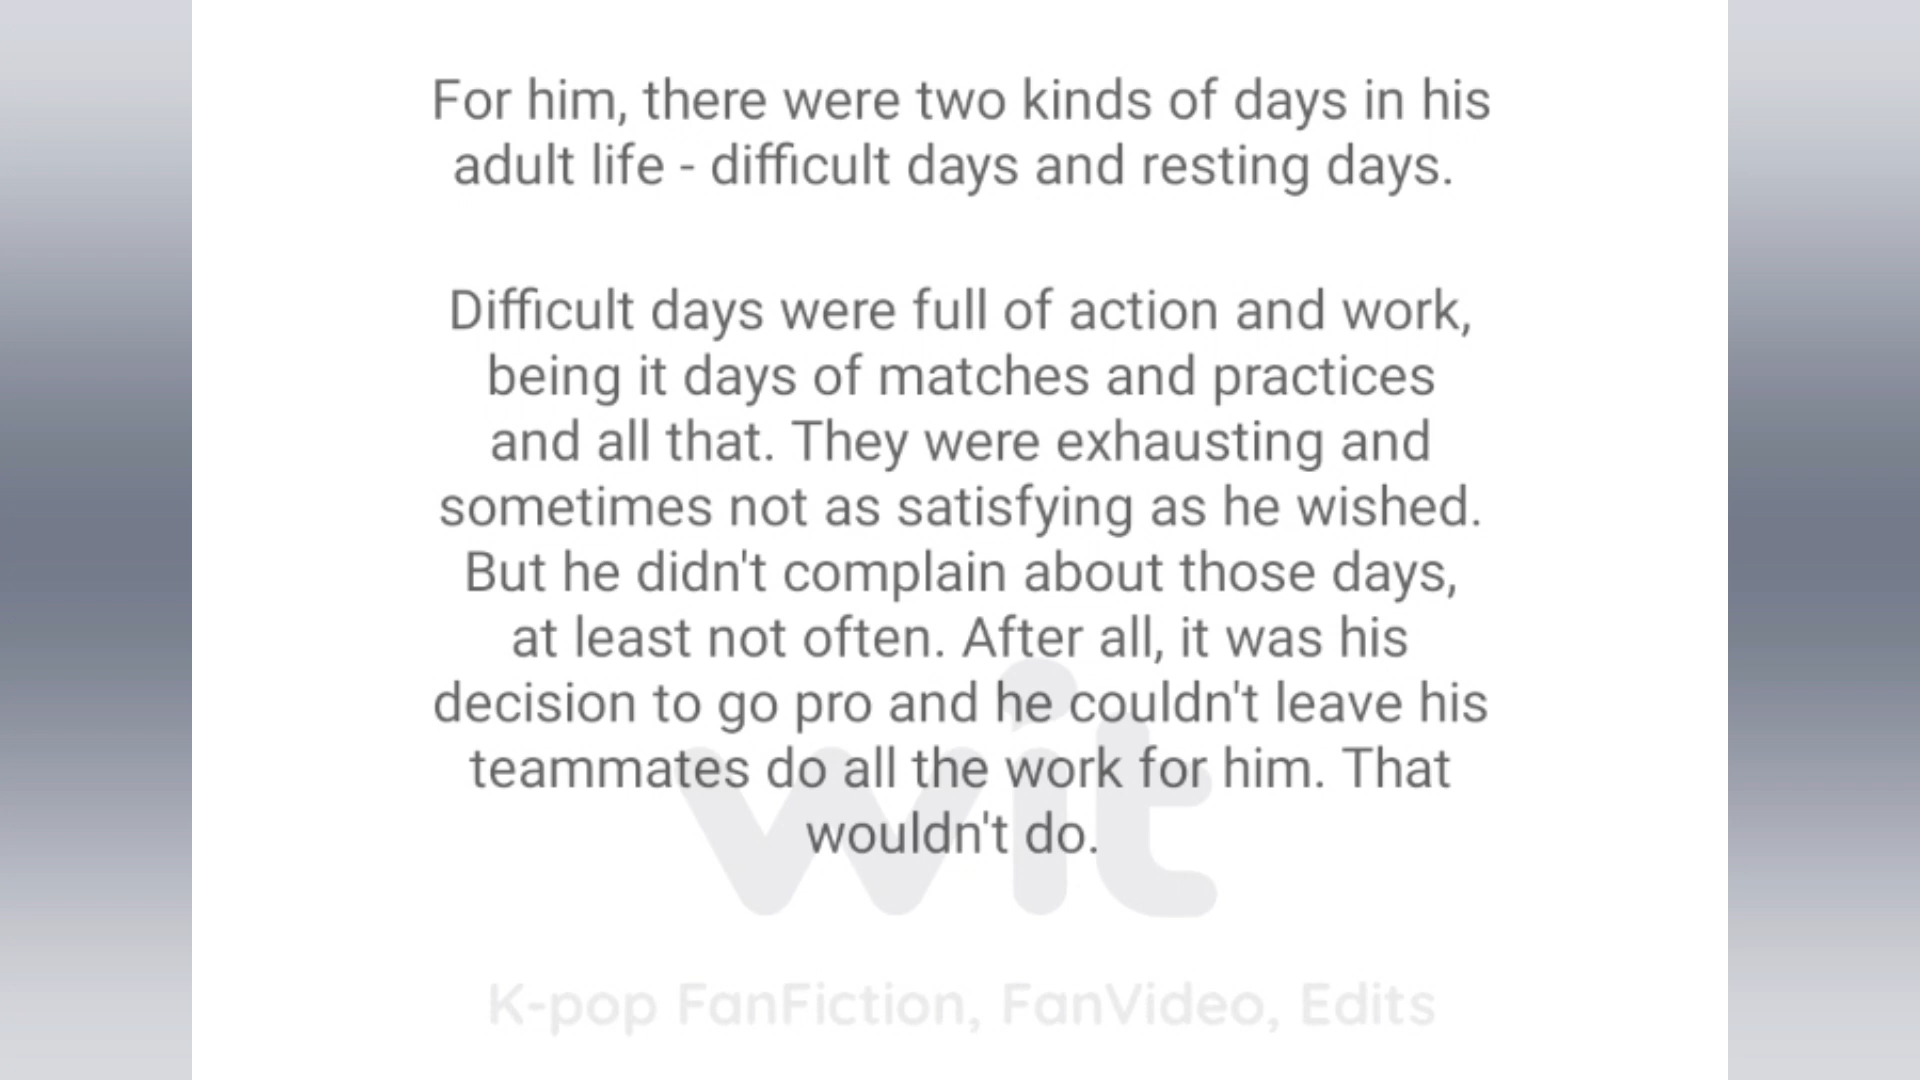 For him, there were two kinds of days in his
adult life - difficult days and resting days.
Difficult days were full of action and work,
being it days of matches and practices
and all that. They were exhausting and
sometimes not as satisfying as he wished.
But he didn't complain about those days,
at least not often. After all, it was his
decision to go pro and he couldn't leave his
teammates do all the work for him. That
wouldn't do.
wit
K-pop FanFiction, FanVideo, Edits